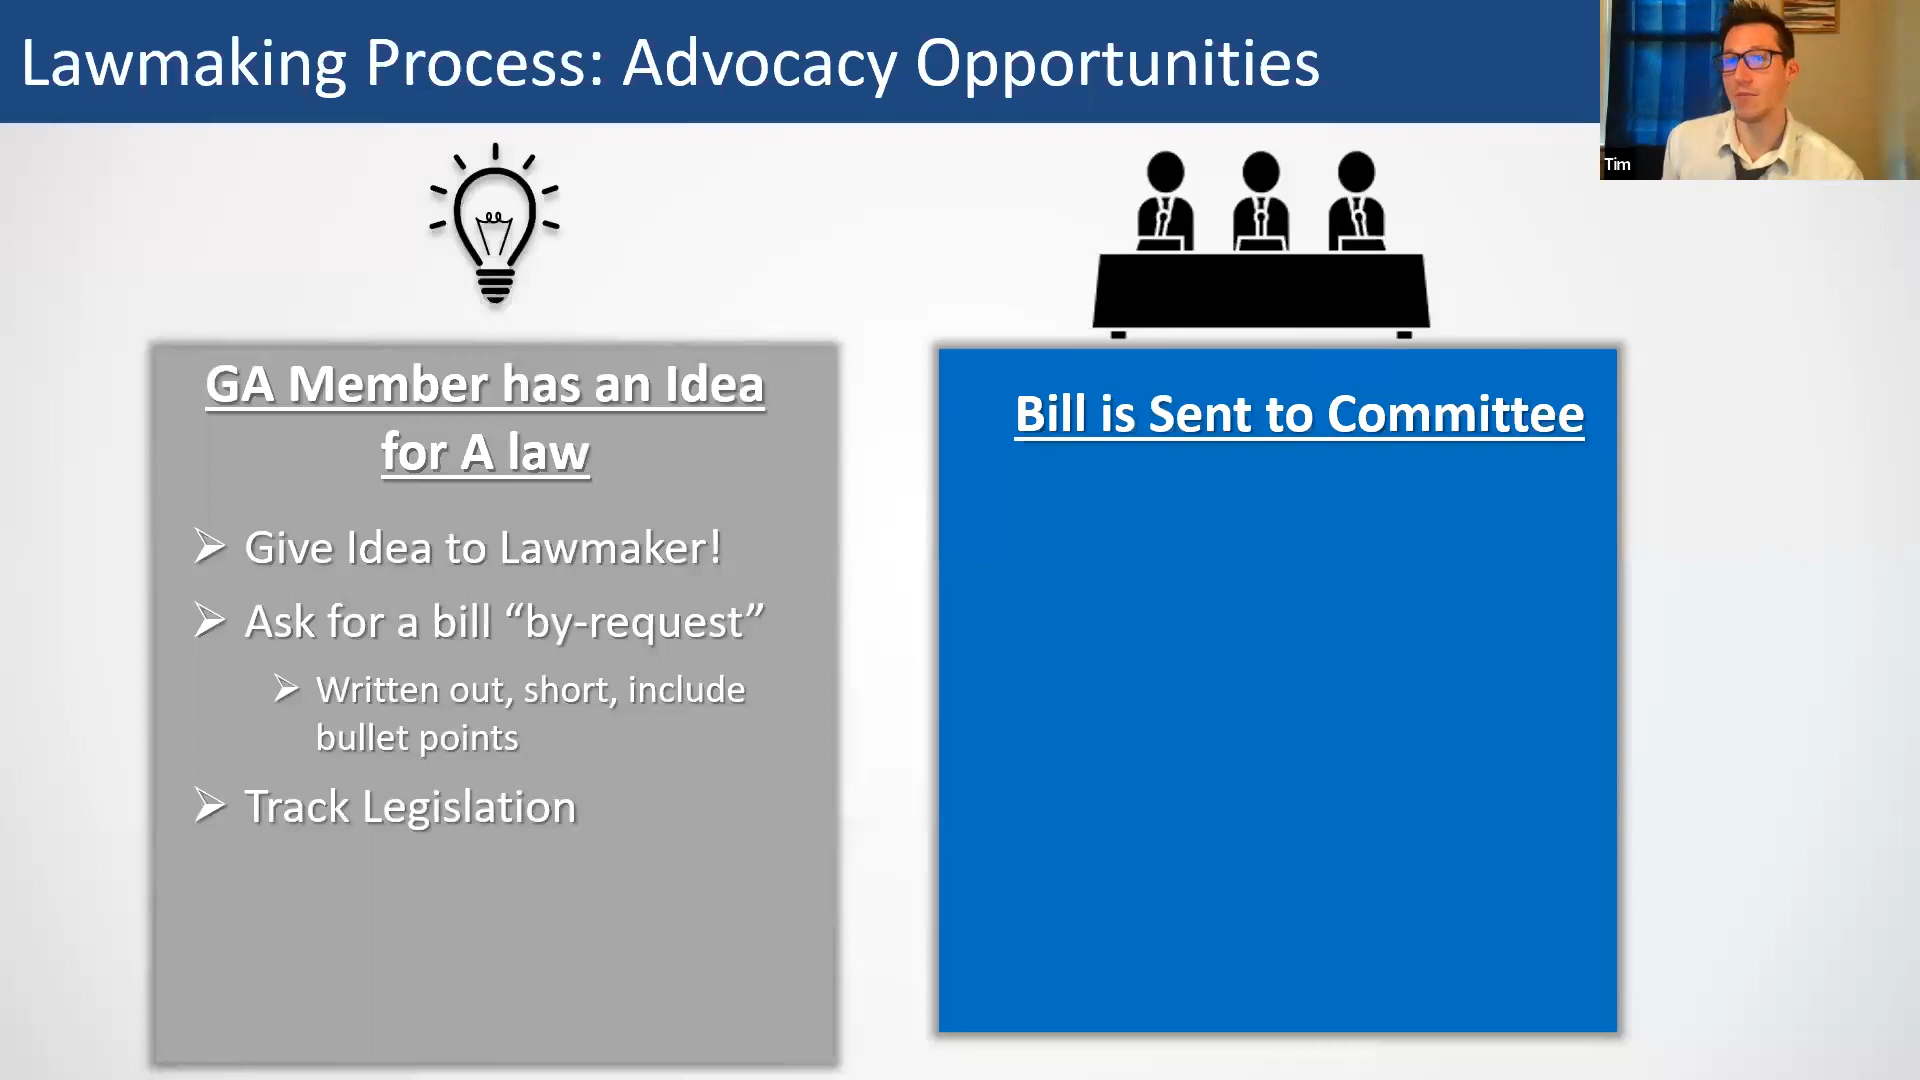 Lawmaking Process: Advocacy Opportunities
Tim
GA Member has an Idea
for A law
➢ Give Idea to Lawmaker!
➢ Ask for a bill “by-request”
➢ Written out, short, include
bullet points
➢ Track Legislation
Bill is Sent to Committee